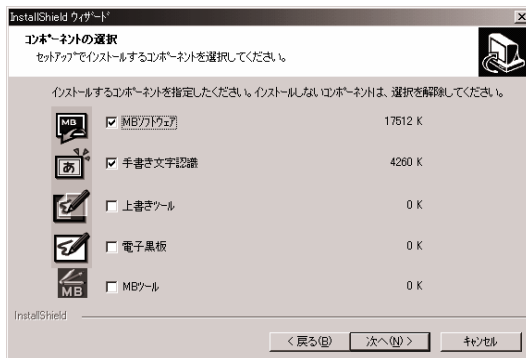 InstallShield ウィザード
コンポーネントの選択
セットアップでインストールするコンポーネントを選択してください。
インストールするコンポーネントを指定したください。インストールしないコンポーネントは、選択を解除してください。
MB
MBソフトウェア 17512 K
あ
手書き文字認識 4260 K
上書きツール 0 K
電子黒板 0 K
MB
MBツール 0 K
InstallShield
< 戻る(B) 次へ(N) > キャンセル